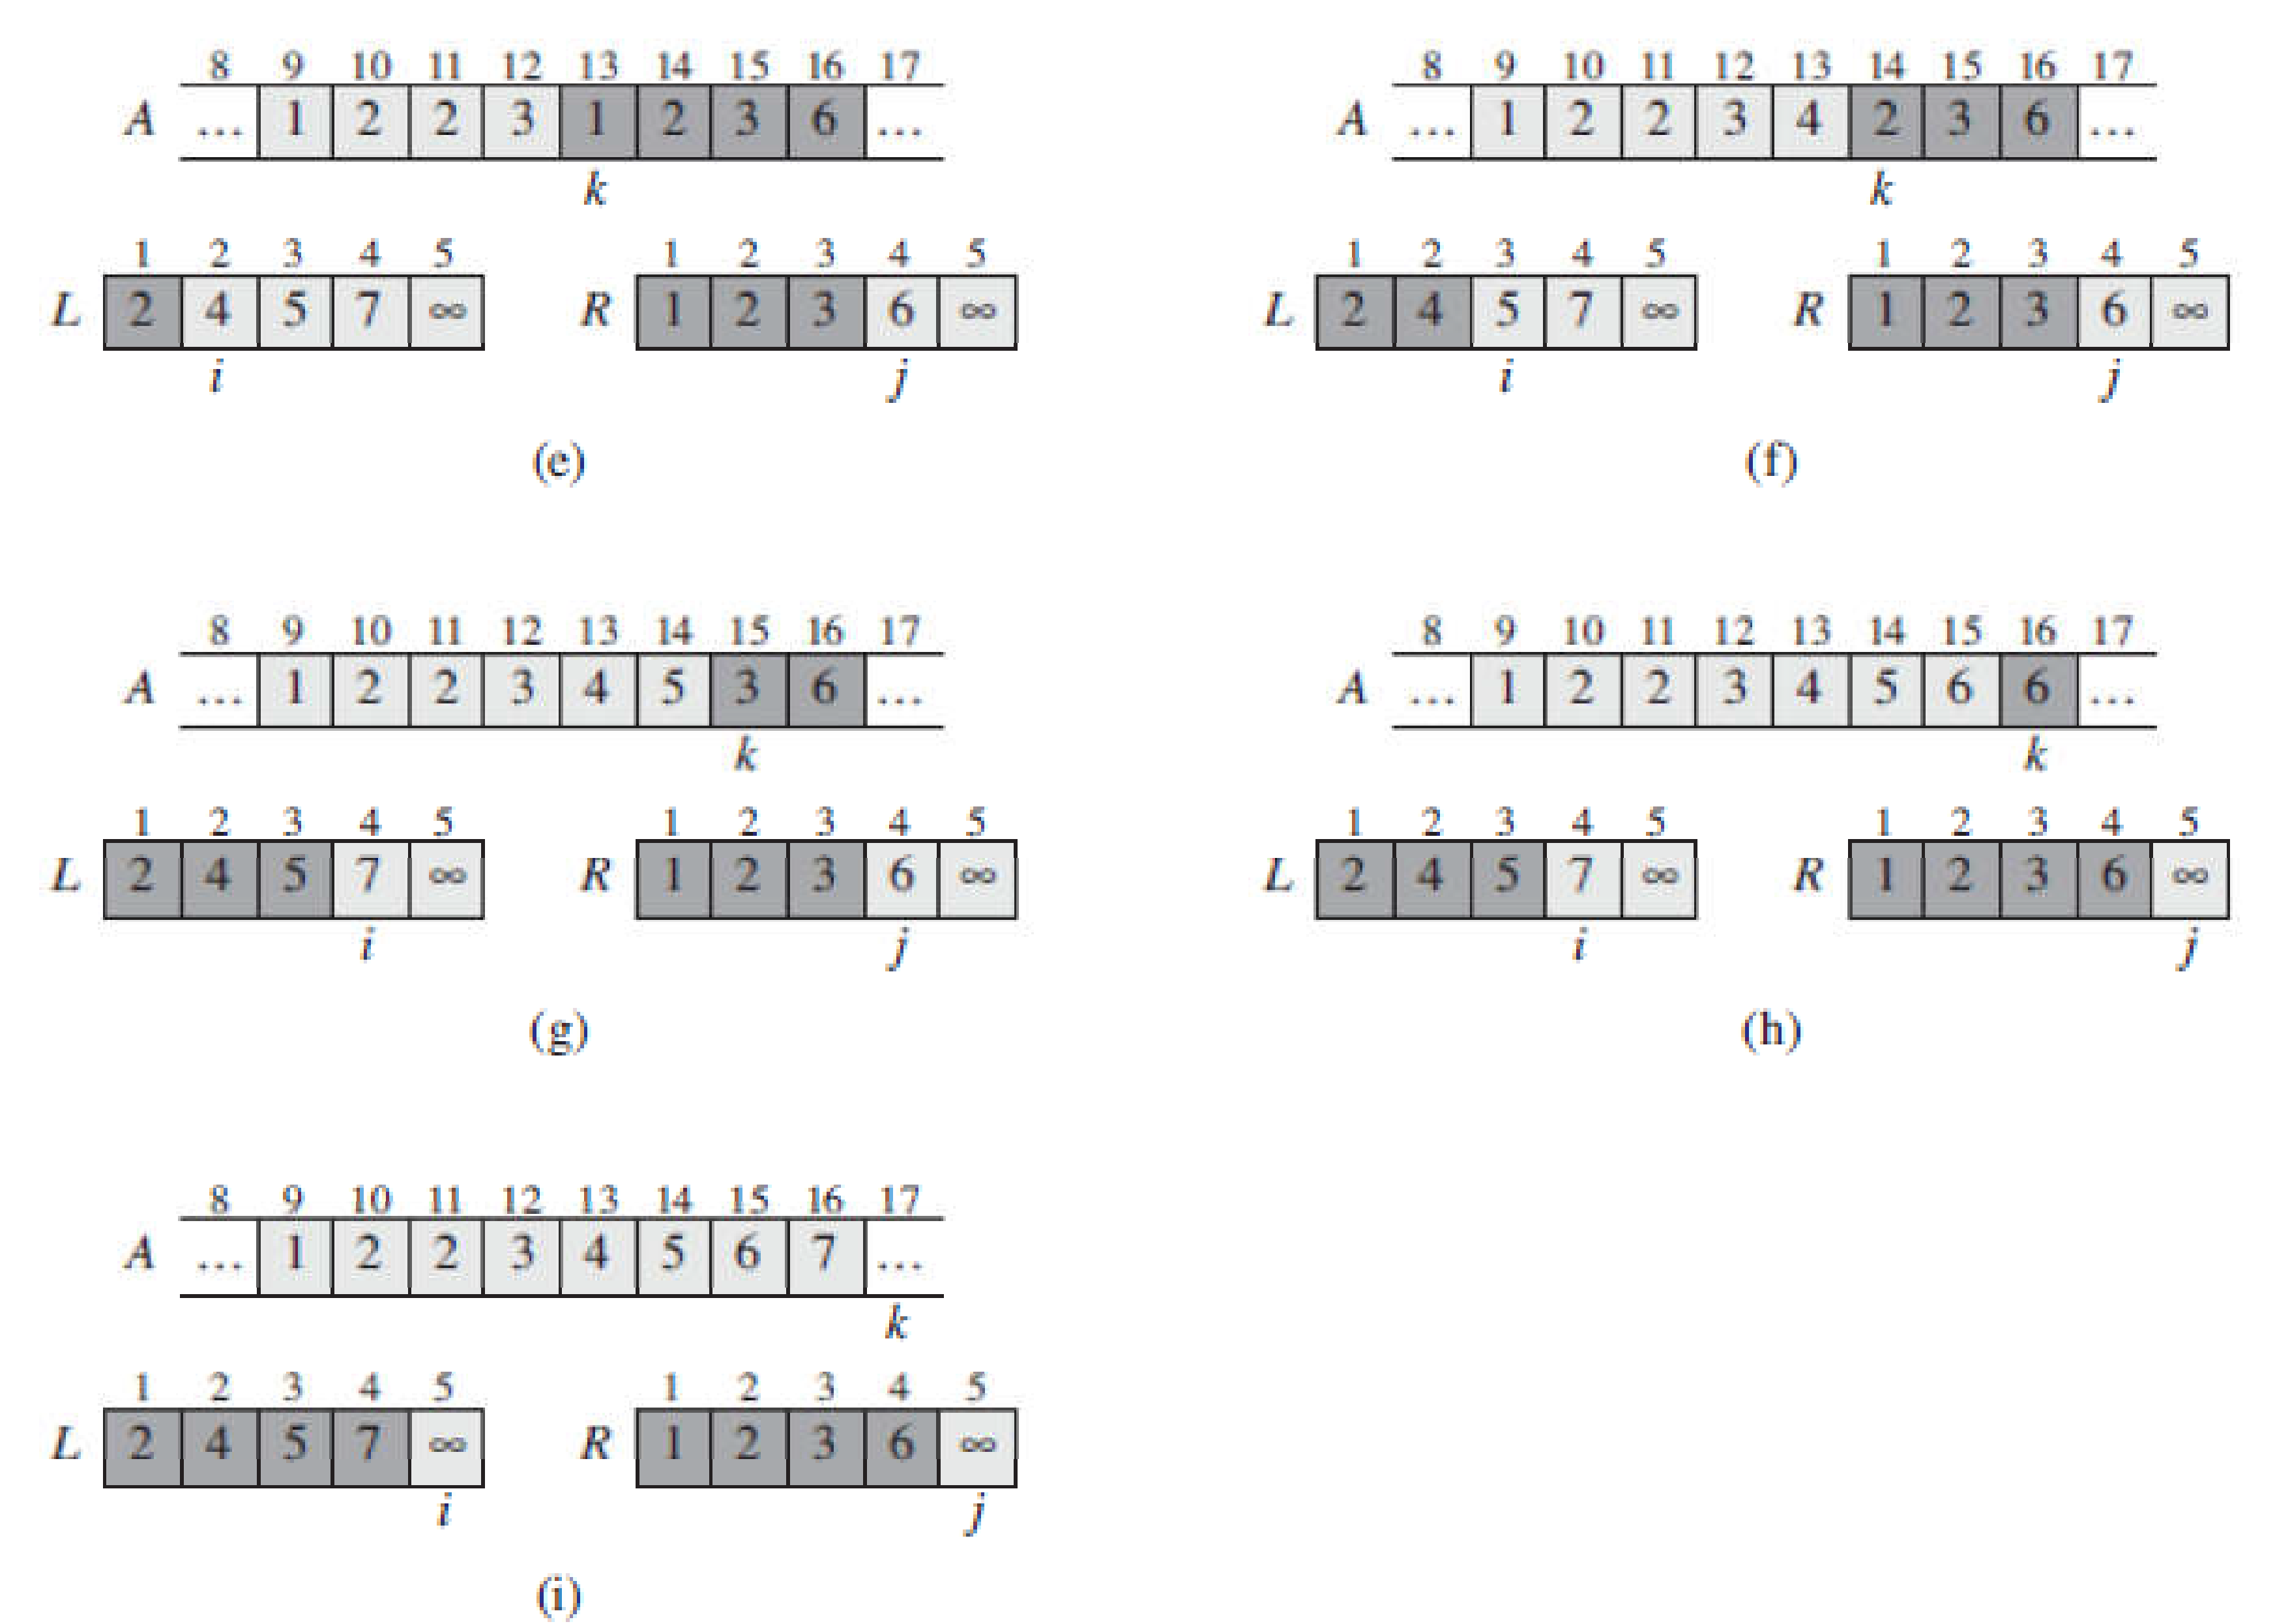 8 9 10 11 12 13 14 15 16 17
A ... 1 2 2 3 1 2 3 6 ...
k
1 2 3 4 5
L 2 4 5 7 ∞
i
1 2 3 4 5
R 1 2 3 6 ∞
j
(e)
8 9 10 11 12 13 14 15 16 17
A ... 1 2 2 3 4 2 3 6 ...
k
1 2 3 4 5
L 2 4 5 7 ∞
i
1 2 3 4 5
R 1 2 3 6 ∞
j
(f)
8 9 10 11 12 13 14 15 16 17
A ... 1 2 2 3 4 5 3 6 ...
k
1 2 3 4 5
L 2 4 5 7 ∞
i
1 2 3 4 5
R 1 2 3 6 ∞
j
(g)
8 9 10 11 12 13 14 15 16 17
A ... 1 2 2 3 4 5 6 6 ...
k
1 2 3 4 5
L 2 4 5 7 ∞
i
1 2 3 4 5
R 1 2 3 6 ∞
j
(h)
8 9 10 11 12 13 14 15 16 17
A ... 1 2 2 3 4 5 6 7 ...
k
1 2 3 4 5
L 2 4 5 7 ∞
i
1 2 3 4 5
R 1 2 3 6 ∞
j
(i)